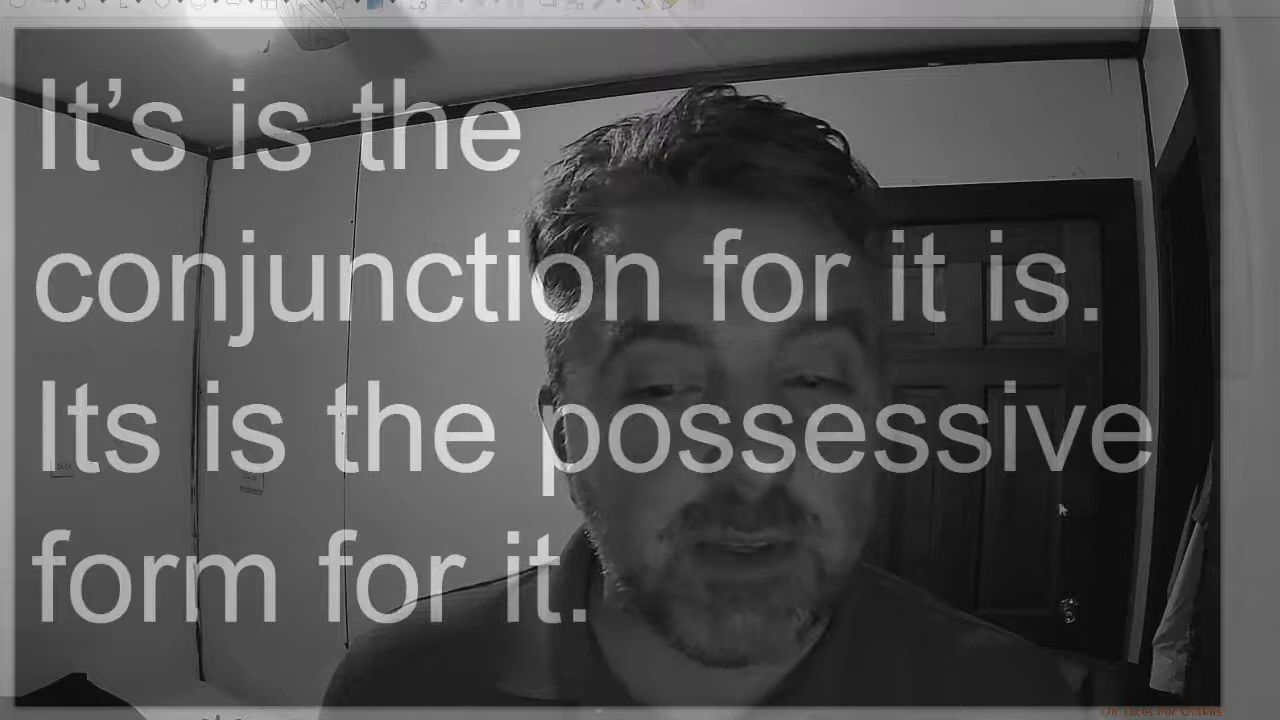 It’s is the
conjunction for it is.
Its is the possessive
form for it.